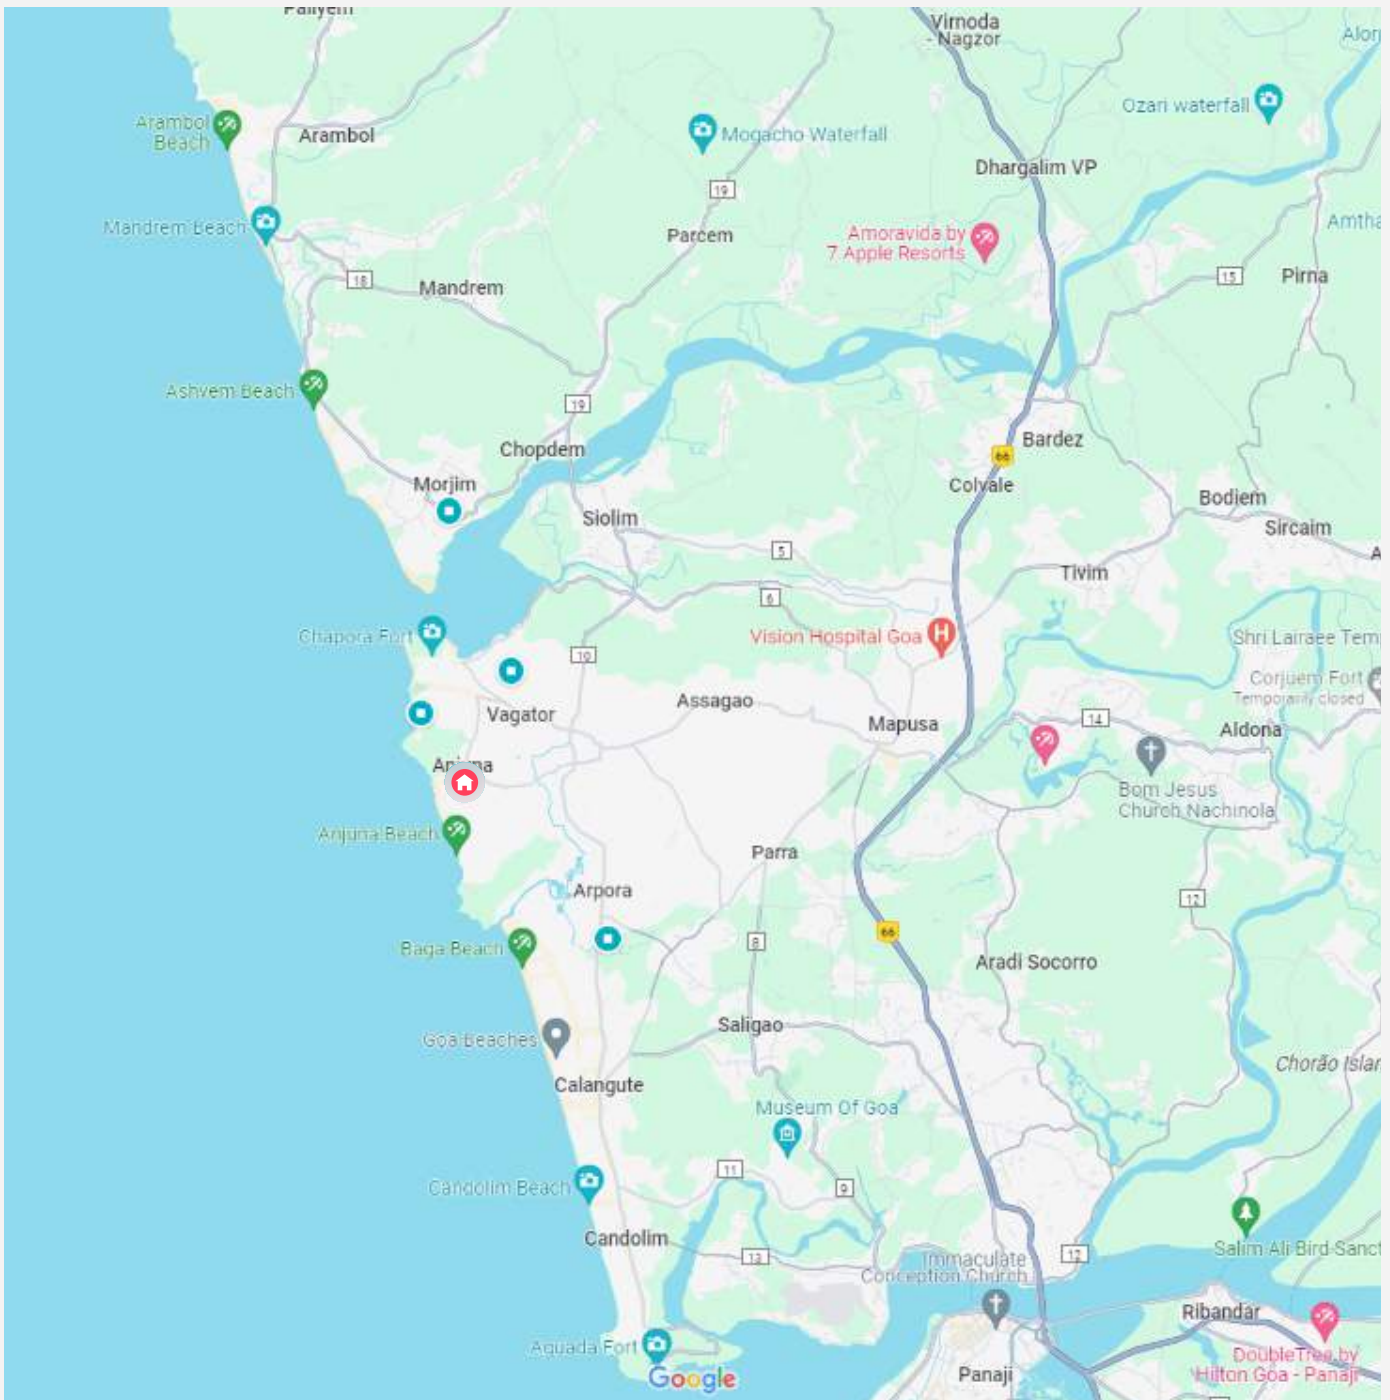 Paliyem
Virnoda
- Nagzor
Alor
Ozari waterfall
Arambol
Beach
Arambol
Mogacho Waterfall
Dhargalim VP
19
Mandrem Beach
Parcem
Amoravida by
7 Apple Resorts
Amtha
18
Mandrem
15
Pirna
Ashvem Beach
19
Chopdem
Bardez
66
Morjim
Colvale
Bodiem
Siolim
Sircaim
5
A
Tivim
6
Chapora Fort
Vision Hospital Goa
H
Shri Lairaee Tem
10
Corjuem Fort
Temporarily closed
Assagao
Vagator
Mapusa
14
Aldona
Anjuna
Bom Jesus
Church Nachinola
Anjuna Beach
Parra
Arpora
12
66
Baga Beach
8
Aradi Socorro
Saligao
Goa Beaches
Chorão Islan
Calangute
Museum Of Goa
11
9
Candolim Beach
Candolim
13
12
Salim Ali Bird Sanct
Immaculate
Conception Church
Ribandar
Aguada Fort
DoubleTree by
Hilton Goa - Panaji
Google
Panaji